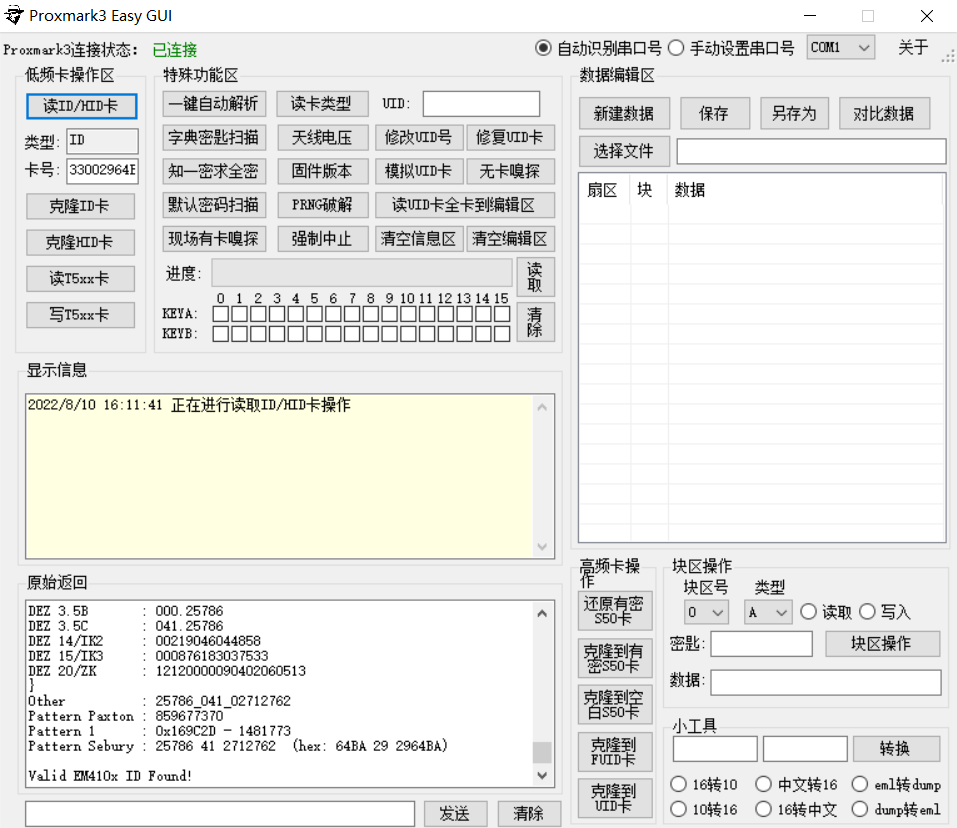 Proxmark3 Easy GUI
Proxmark3连接状态: 已连接
自动识别串口号 手动设置串口号 COM1 关于
低频卡操作区
读ID/HID卡
类型: ID
卡号: 33002964B
克隆ID卡
克隆HID卡
读T5xx卡
写T5xx卡
特殊功能区
一键自动解析 读卡类型 UID:
字典密匙扫描 天线电压 修改UID号 修复UID卡
知一密求全密 固件版本 模拟UID卡 无卡嗅探
默认密码扫描 PRNG破解 读UID卡全卡到编辑区
现场有卡嗅探 强制中止 清空信息区 清空编辑区
进度: 读取
0 1 2 3 4 5 6 7 8 9 10 11 12 13 14 15
KEYA:
KEYB:
清除
数据编辑区
新建数据 保存 另存为 对比数据
选择文件
扇区 块 数据
显示信息
2022/8/10 16:11:41 正在进行读取ID/HID卡操作
原始返回
DEZ 3.5B : 000.25786
DEZ 3.5C : 041.25786
DEZ 14/IK2 : 00219046044858
DEZ 15/IK3 : 000876183037533
DEZ 20/ZK : 12120000090402060513
}
Other : 25786_041_02712762
Pattern Paxton : 859677370
Pattern 1 : 0x169C2D - 1481773
Pattern Sebury : 25786 41 2712762 (hex: 64BA 29 2964BA)
Valid EM410x ID Found!
发送 清除
高频卡操作
还原有密S50卡
克隆到有密S50卡
克隆到空白S50卡
克隆到FUID卡
克隆到UID卡
块区操作
块区号 类型
0 A 读取 写入
密匙: 块区操作
数据:
小工具
转换
16转10 中文转16 eml转dump
10转16 16转中文 dump转eml